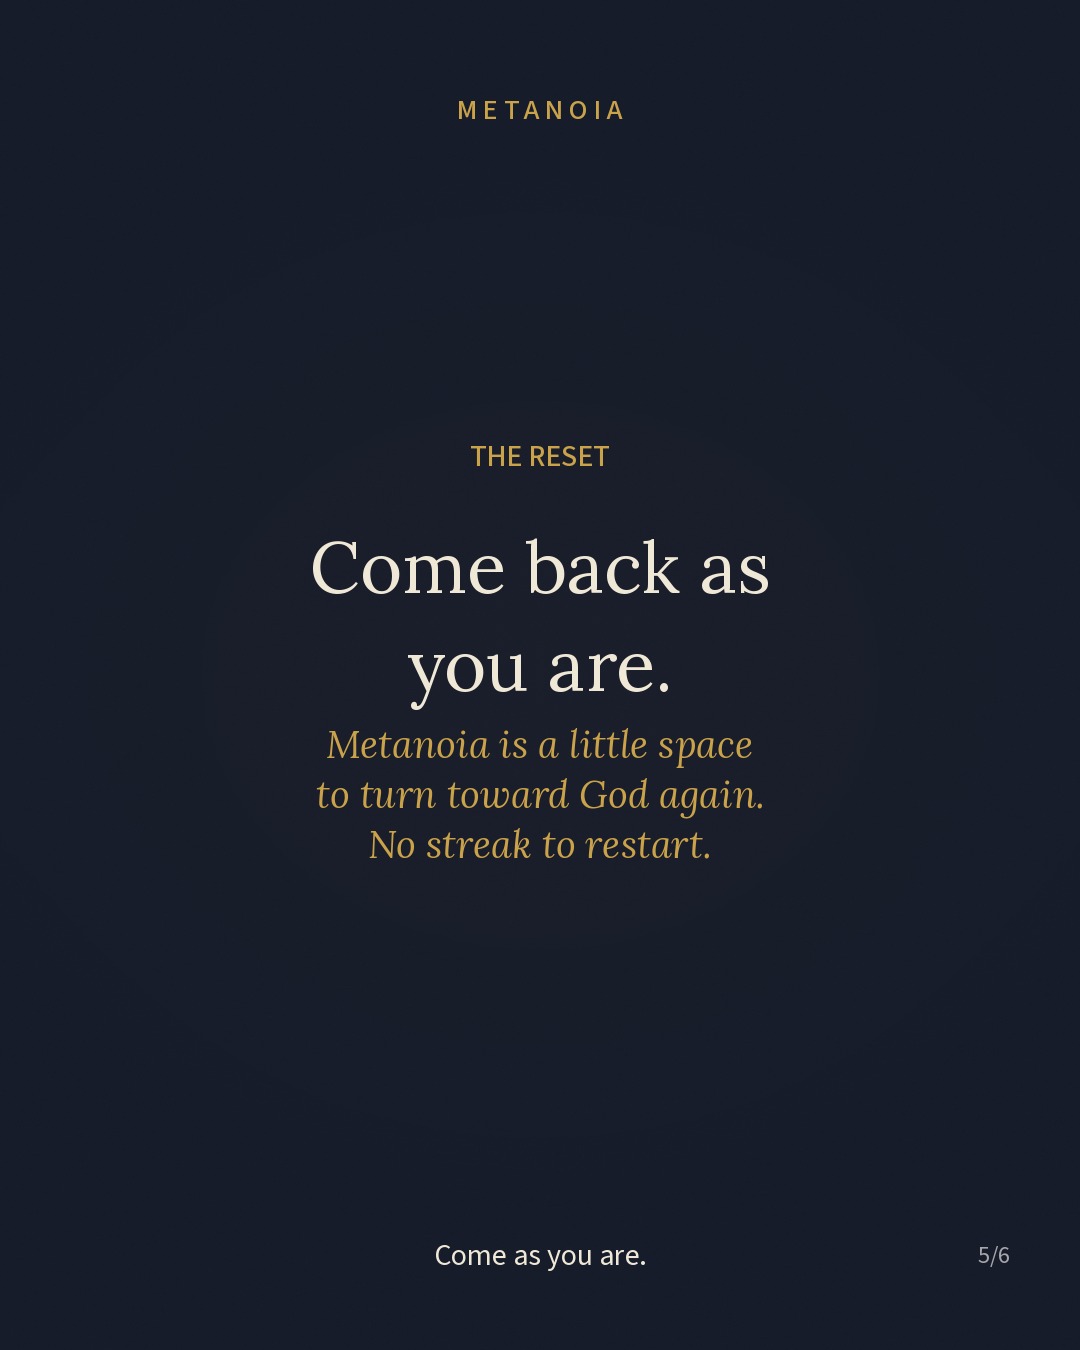 METANOIA
THE RESET
Come back as
you are.
Metanoia is a little space
to turn toward God again.
No streak to restart.
Come as you are.
5/6